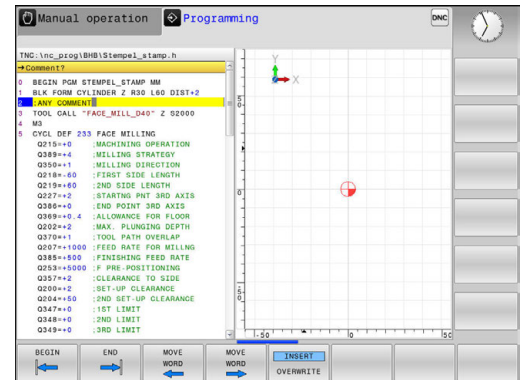 Manual operation
Programming
DNC
TNC:\nc_prog\BHB\Stempel_stamp.h
→Comment?
0 BEGIN PGM STEMPEL_STAMP MM
1 BLK FORM CYLINDER Z R30 L60 DIST+2
2 ;ANY COMMENT
3 TOOL CALL "FACE_MILL_D40" Z S2000
4 M3
5 CYCL DEF 233 FACE MILLING
Q215=+0 ;MACHINING OPERATION
Q389=+4 ;MILLING STRATEGY
Q350=+1 ;MILLING DIRECTION
Q218=-60 ;FIRST SIDE LENGTH
Q219=+60 ;2ND SIDE LENGTH
Q227=+2 ;STARTNG PNT 3RD AXIS
Q386=+0 ;END POINT 3RD AXIS
Q369=+0.4 ;ALLOWANCE FOR FLOOR
Q202=+2 ;MAX. PLUNGING DEPTH
Q370=+1 ;TOOL PATH OVERLAP
Q207=+1000 ;FEED RATE FOR MILLNG
Q385=+500 ;FINISHING FEED RATE
Q253=+5000 ;F PRE-POSITIONING
Q357=+2 ;CLEARANCE TO SIDE
Q200=+2 ;SET-UP CLEARANCE
Q204=+50 ;2ND SET-UP CLEARANCE
Q347=+0 ;1ST LIMIT
Q348=+0 ;2ND LIMIT
Q349=+0 ;3RD LIMIT
Y
X
0
-50
0
50
BEGIN
END
MOVE WORD
MOVE WORD
INSERT
OVERWRITE